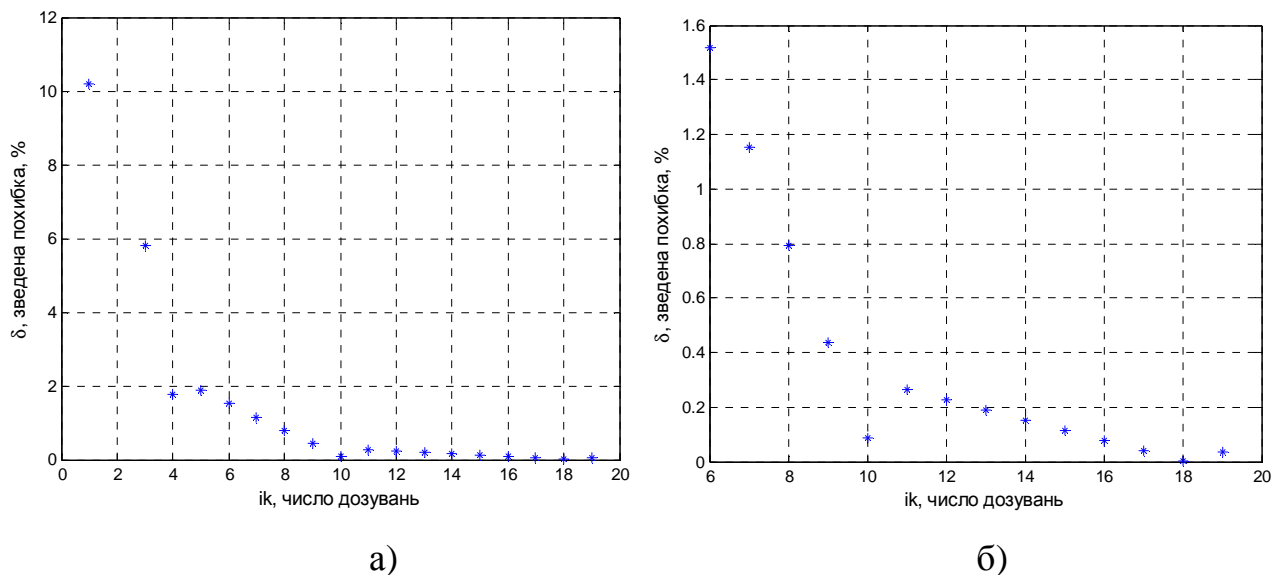 12
10
8
6
4
2
0
0 2 4 6 8 10 12 14 16 18 20
δ, зведена похибка, %
ik, число дозувань
а)
1.6
1.4
1.2
1
0.8
0.6
0.4
0.2
0
6 8 10 12 14 16 18 20
δ, зведена похибка, %
ik, число дозувань
б)